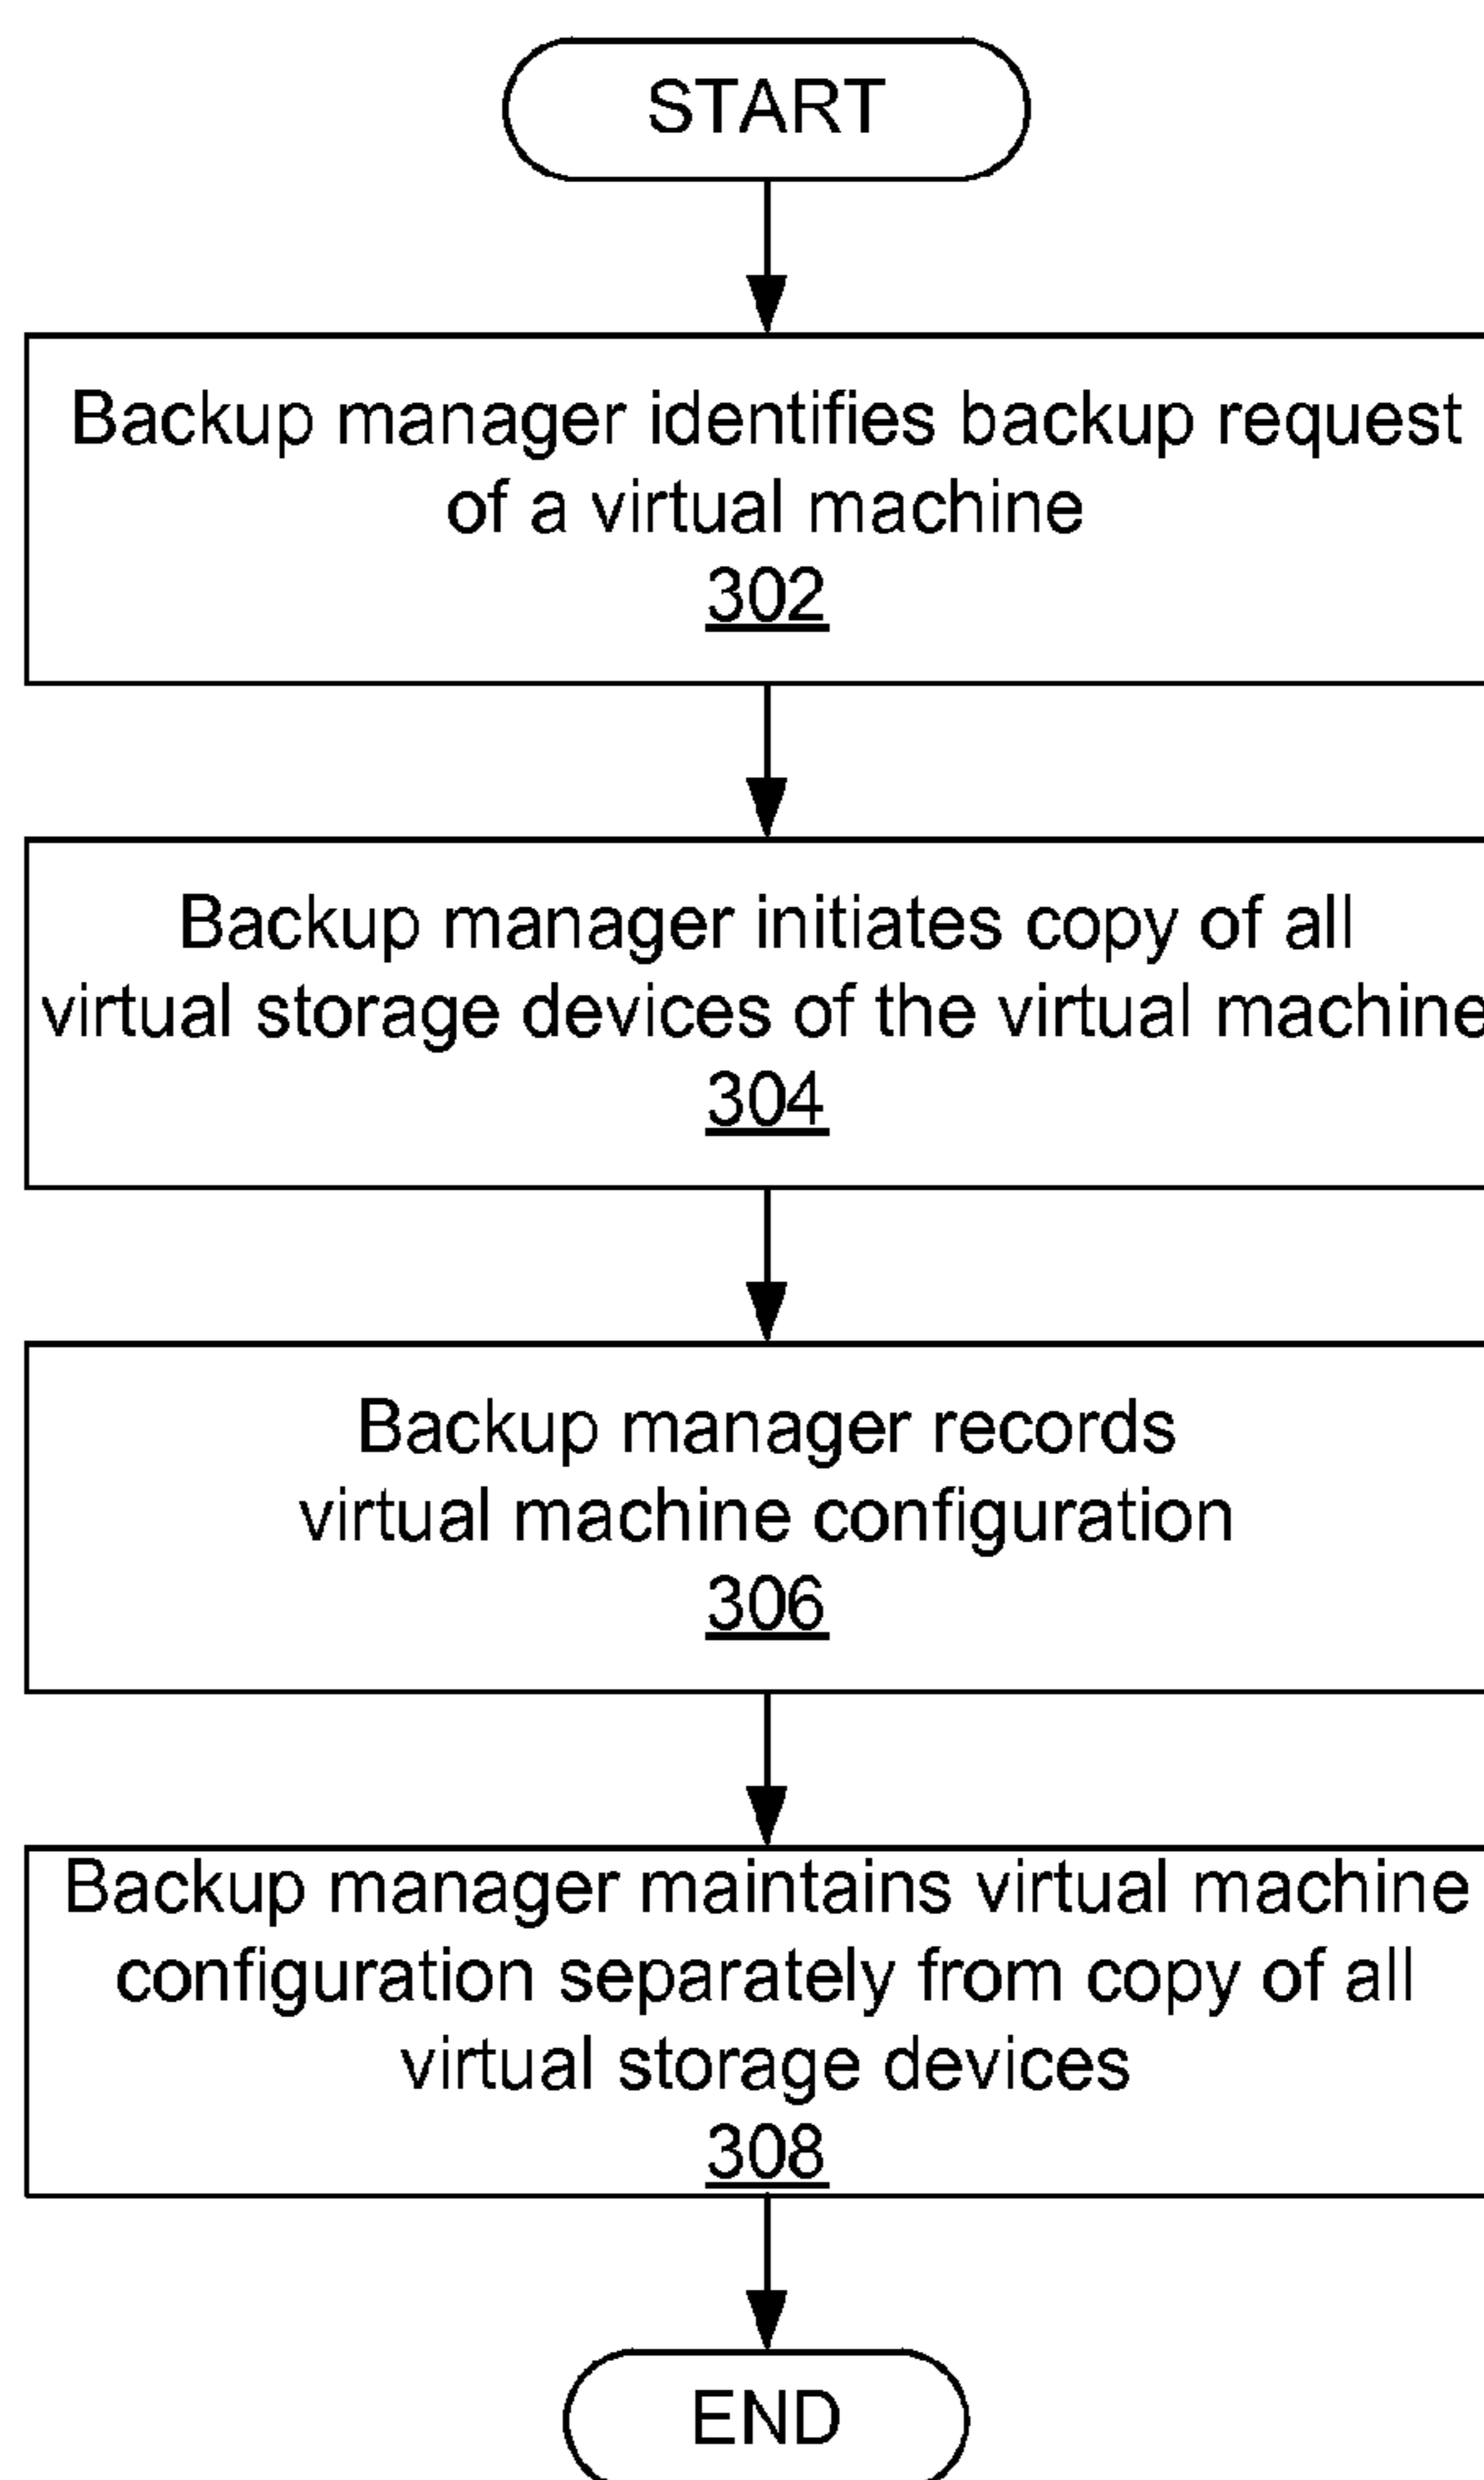 START
Backup manager identifies backup request
of a virtual machine
302
Backup manager initiates copy of all
virtual storage devices of the virtual machine
304
Backup manager records
virtual machine configuration
306
Backup manager maintains virtual machine
configuration separately from copy of all
virtual storage devices
308
END